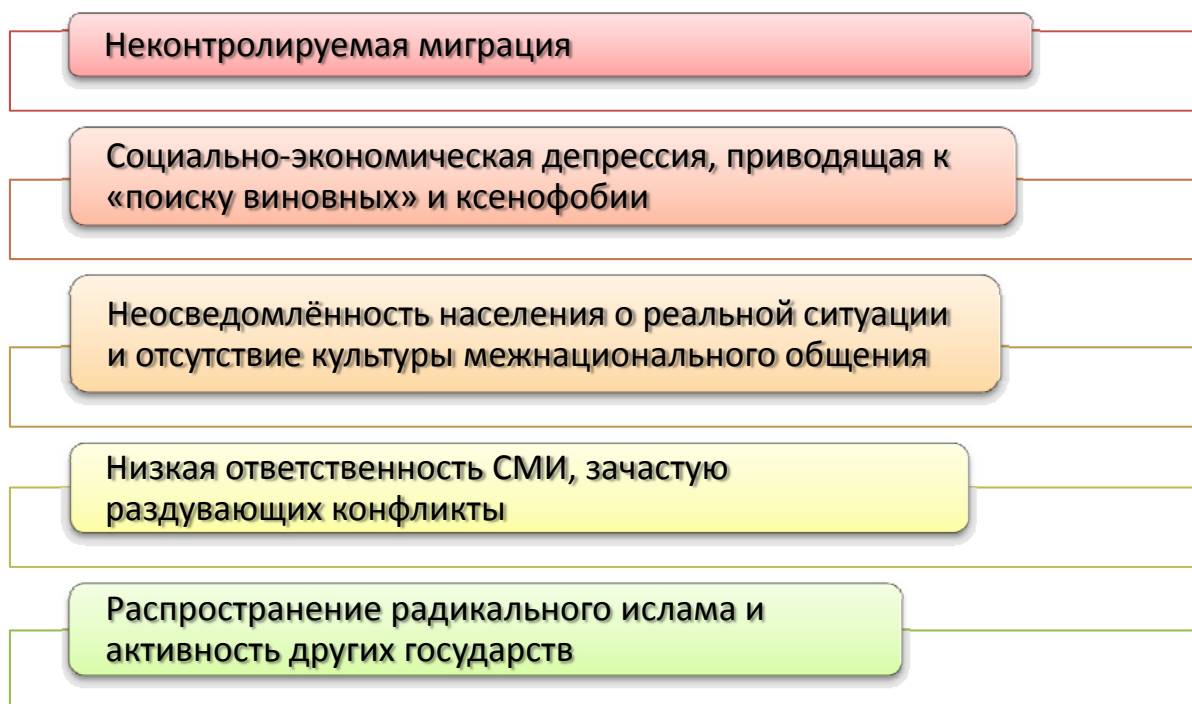 Неконтролируемая миграция
Социально-экономическая депрессия, приводящая к
«поиску виновных» и ксенофобии
Неосведомлённость населения о реальной ситуации
и отсутствие культуры межнационального общения
Низкая ответственность СМИ, зачастую
раздувающих конфликты
Распространение радикального ислама и
активность других государств